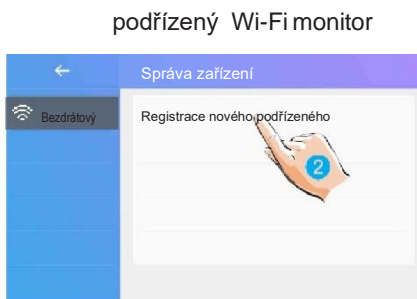 podřízený Wi-Fi monitor
Správa zařízení
Bezdrátový
Registrace nového podřízeného
2